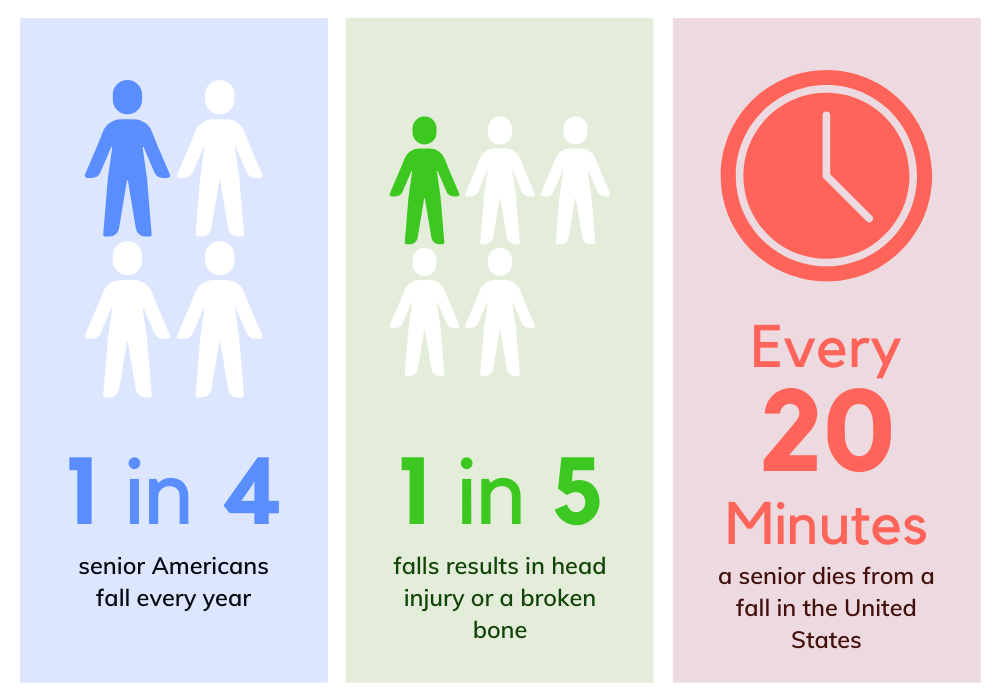 1 in 4
senior Americans
fall every year
1 in 5
falls results in head
injury or a broken
bone
Every
20
Minutes
a senior dies from a
fall in the United
States